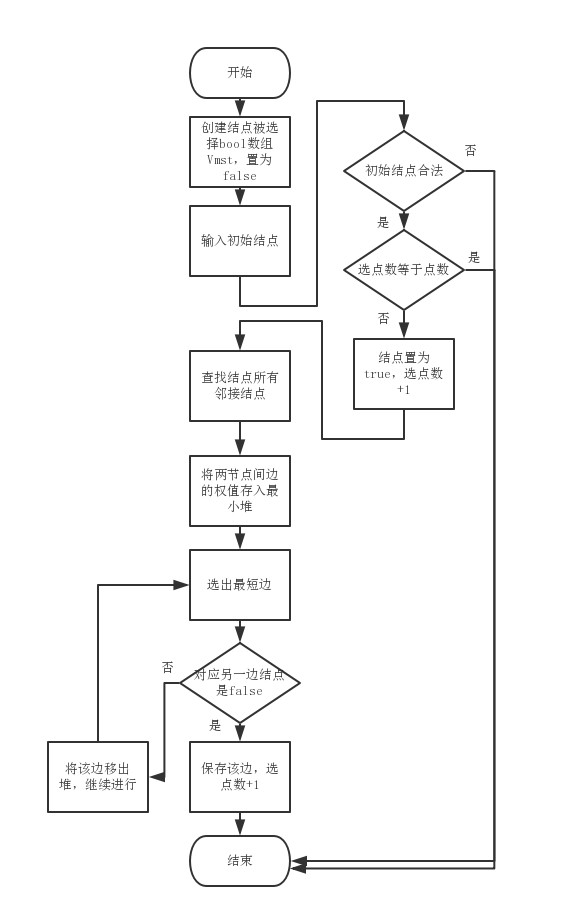 开始
创建结点被选
择bool数组
Vmst，置为
false
输入初始结点
初始结点合法
否
是
选点数等于点数
是
否
结点置为
true，选点数
+1
查找结点所有
邻接结点
将两节点间边
的权值存入最
小堆
选出最短边
对应另一边结点
是false
否
是
将该边移出
堆，继续进行
保存该边，选
点数+1
结束